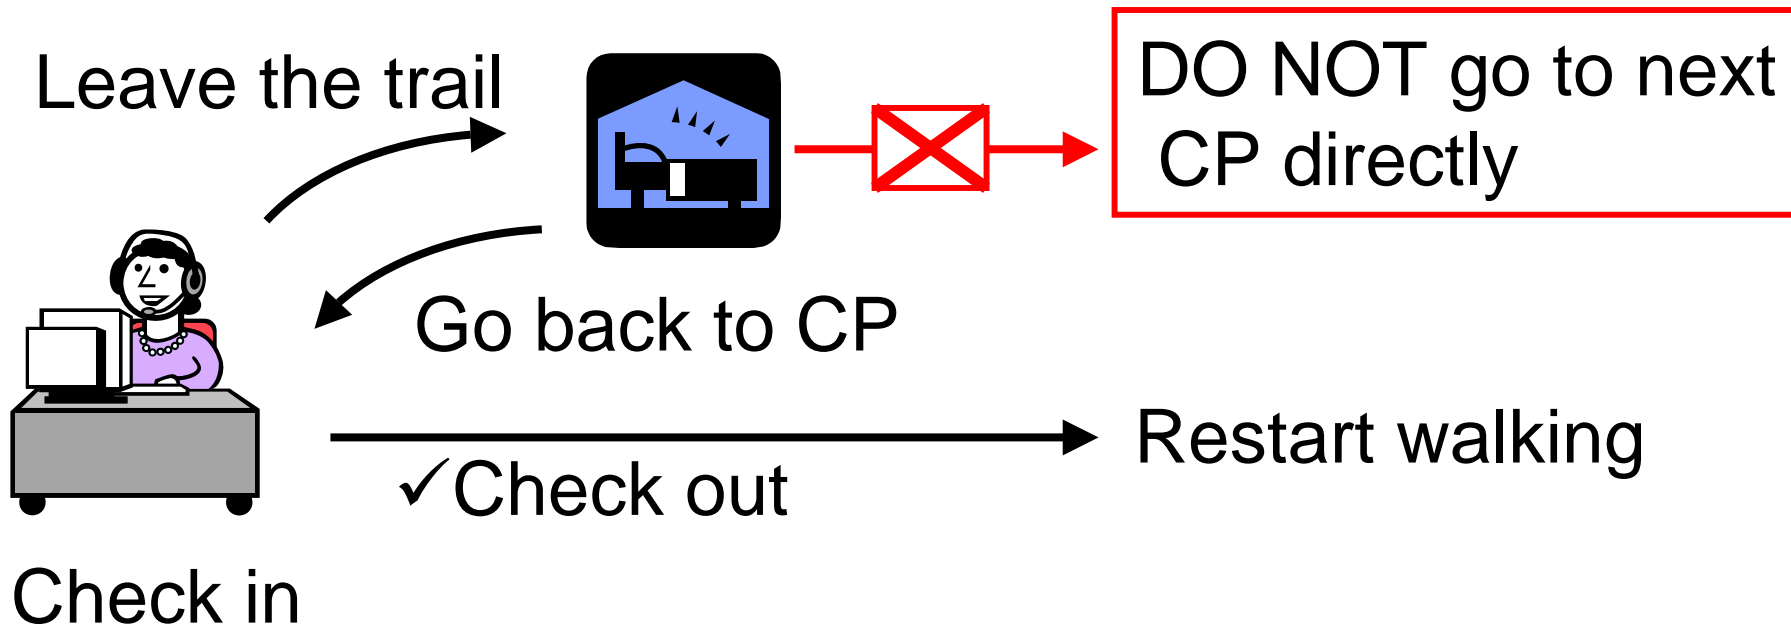 Leave the trail
DO NOT go to next
CP directly
Go back to CP
Restart walking
✓Check out
Check in